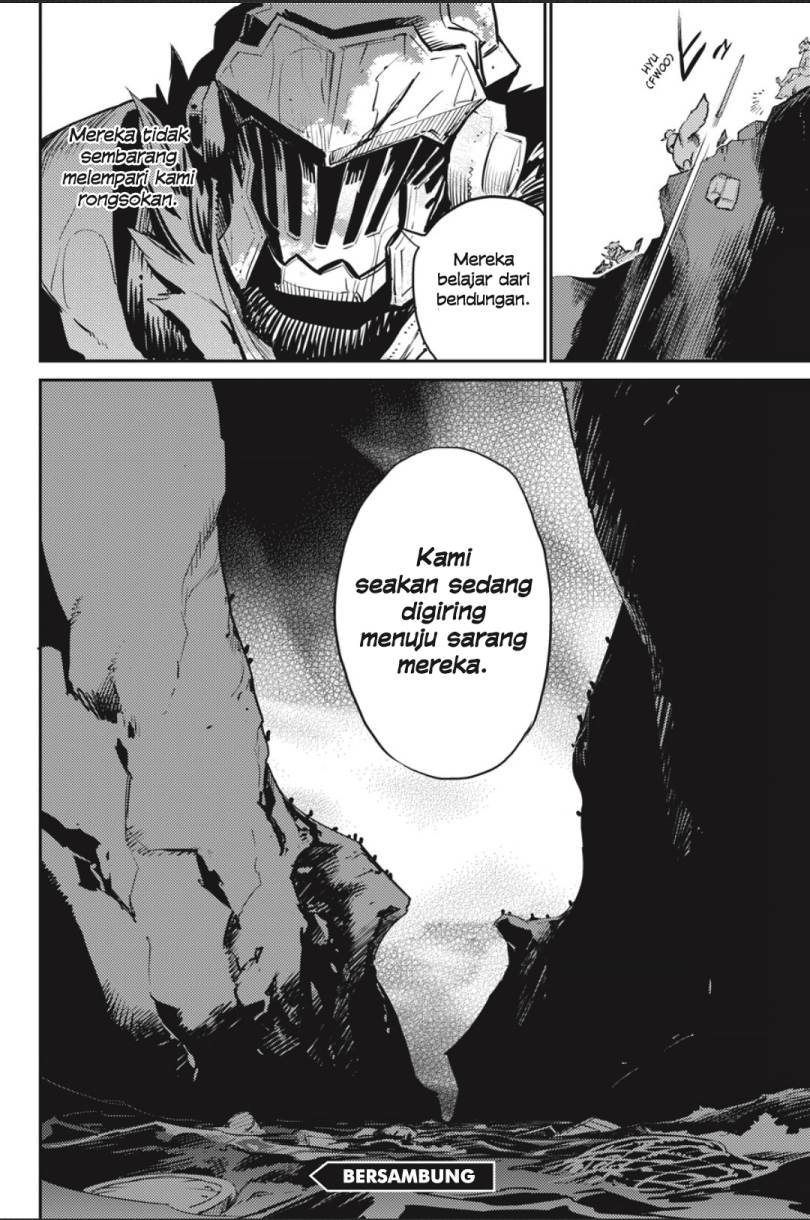 HYU
(FWOO)
Mereka
belajar dari
bendungan.
Mereka tidak
sembarang
melempari kami
rongsokan.
Kami
seakan sedang
digiring
menuju sarang
mereka.
BERSAMBUNG